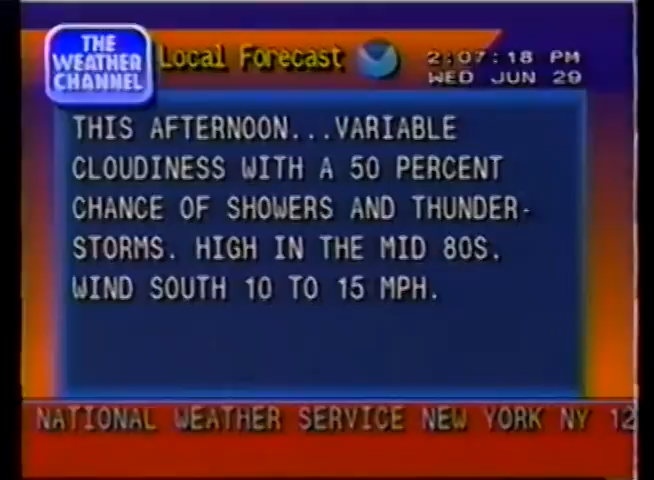 THE
WEATHER
CHANNEL
Local Forecast
2:07:18 PM
WED JUN 29
THIS AFTERNOON...VARIABLE
CLOUDINESS WITH A 50 PERCENT
CHANCE OF SHOWERS AND THUNDER-
STORMS. HIGH IN THE MID 80S.
WIND SOUTH 10 TO 15 MPH.
NATIONAL WEATHER SERVICE NEW YORK NY 12